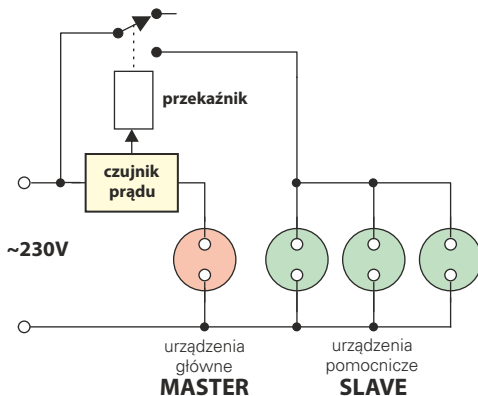 przekaźnik
czujnik
prądu
~230V
urządzenia
główne
MASTER
urządzenia
pomocnicze
SLAVE